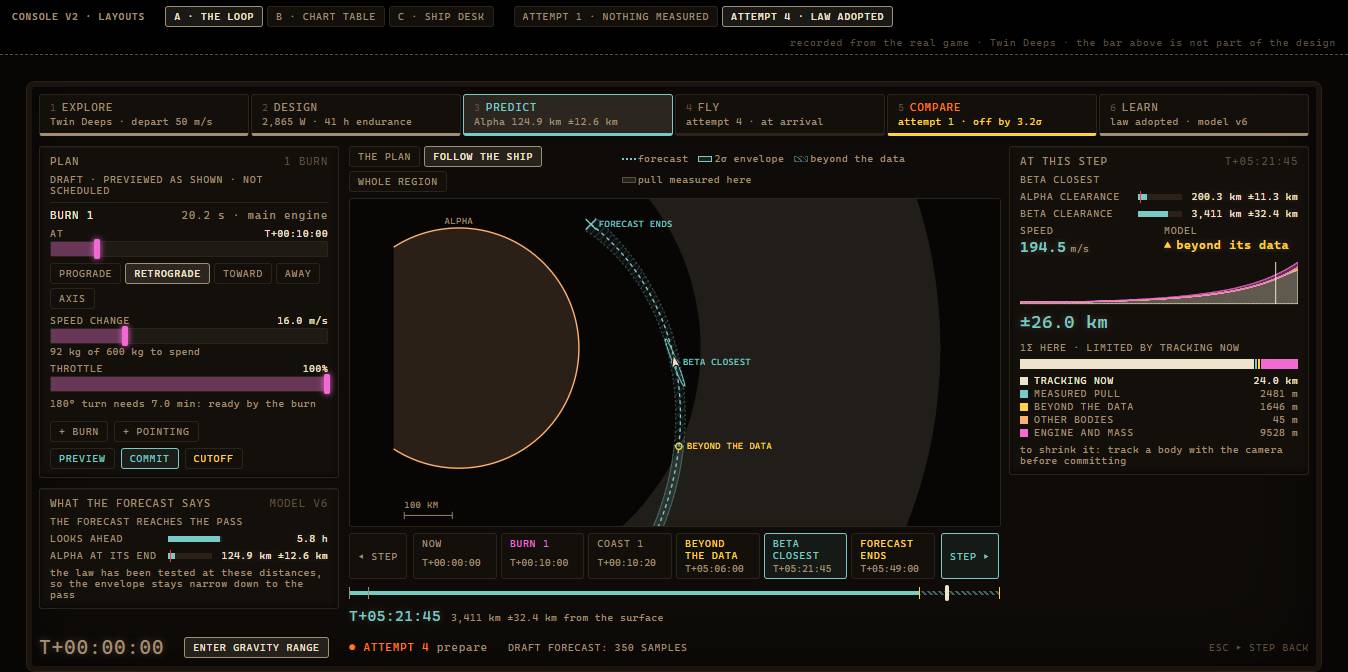 CONSOLE V2 · LAYOUTS
A · THE LOOP
B · CHART TABLE
C · SHIP DESK
ATTEMPT 1 · NOTHING MEASURED
ATTEMPT 4 · LAW ADOPTED
recorded from the real game · Twin Deeps · the bar above is not part of the design
1 EXPLORE
Twin Deeps · depart 50 m/s
2 DESIGN
2,865 W · 41 h endurance
3 PREDICT
Alpha 124.9 km ±12.6 km
4 FLY
attempt 4 · at arrival
5 COMPARE
attempt 1 · off by 3.2σ
6 LEARN
law adopted · model v6
PLAN
1 BURN
DRAFT · PREVIEWED AS SHOWN · NOT
SCHEDULED
BURN 1
20.2 s · main engine
AT
T+00:10:00
PROGRADE
RETROGRADE
TOWARD
AWAY
AXIS
SPEED CHANGE
16.0 m/s
92 kg of 600 kg to spend
THROTTLE
100%
180° turn needs 7.0 min: ready by the burn
+ BURN
+ POINTING
PREVIEW
COMMIT
CUTOFF
WHAT THE FORECAST SAYS
MODEL V6
THE FORECAST REACHES THE PASS
LOOKS AHEAD
5.8 h
ALPHA AT ITS END
124.9 km ±12.6 km
the law has been tested at these distances,
so the envelope stays narrow down to the
pass
T+00:00:00
ENTER GRAVITY RANGE
THE PLAN
FOLLOW THE SHIP
WHOLE REGION
forecast
2σ envelope
beyond the data
pull measured here
ALPHA
FORECAST ENDS
BETA CLOSEST
BEYOND THE DATA
100 KM
◂ STEP
NOW
T+00:00:00
BURN 1
T+00:10:00
COAST 1
T+00:10:20
BEYOND
THE DATA
T+05:06:00
BETA
CLOSEST
T+05:21:45
FORECAST
ENDS
T+05:49:00
STEP ▸
T+05:21:45
3,411 km ±32.4 km from the surface
● ATTEMPT 4 prepare
DRAFT FORECAST: 350 SAMPLES
AT THIS STEP
T+05:21:45
BETA CLOSEST
ALPHA CLEARANCE
200.3 km ±11.3 km
BETA CLEARANCE
3,411 km ±32.4 km
SPEED
MODEL
194.5 m/s
▲ beyond its data
±26.0 km
1Σ HERE · LIMITED BY TRACKING NOW
TRACKING NOW
24.0 km
MEASURED PULL
2481 m
BEYOND THE DATA
1646 m
OTHER BODIES
45 m
ENGINE AND MASS
9528 m
to shrink it: track a body with the camera
before committing
ESC ▸ STEP BACK